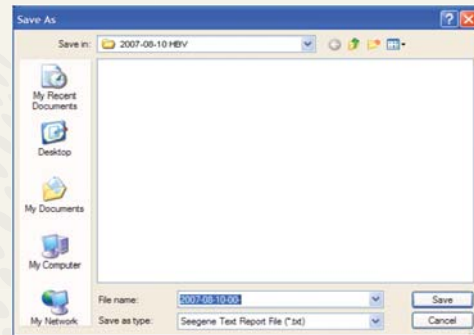 Save As
Save in: 2007-08-10 HBV
My Recent
Documents
Desktop
My Documents
My Computer
My Network
File name: 2007-08-10-00-
Save as type: Seegene Text Report File (*.txt)
Save
Cancel